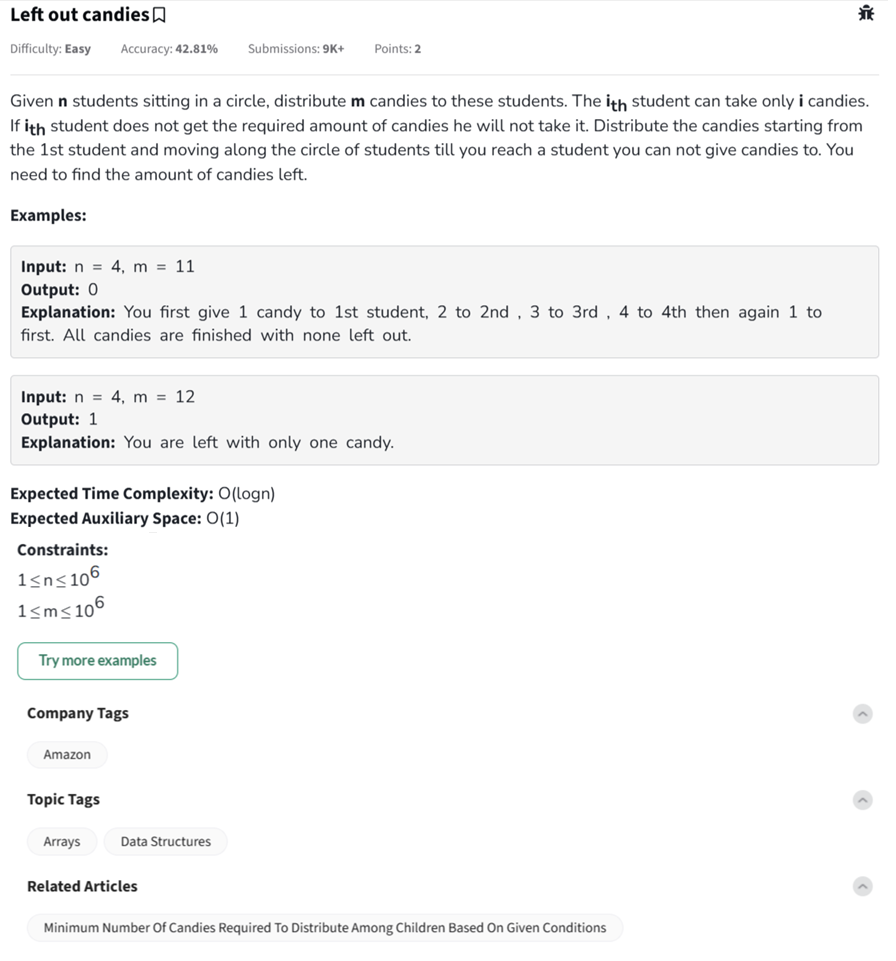 Left out candies
Difficulty: Easy Accuracy: 42.81% Submissions: 9K+ Points: 2
Given n students sitting in a circle, distribute m candies to these students. The ith student can take only i candies.
If ith student does not get the required amount of candies he will not take it. Distribute the candies starting from
the 1st student and moving along the circle of students till you reach a student you can not give candies to. You
need to find the amount of candies left.
Examples:
Input: n = 4, m = 11
Output: 0
Explanation: You first give 1 candy to 1st student, 2 to 2nd , 3 to 3rd , 4 to 4th then again 1 to
first. All candies are finished with none left out.
Input: n = 4, m = 12
Output: 1
Explanation: You are left with only one candy.
Expected Time Complexity: O(logn)
Expected Auxiliary Space: O(1)
Constraints:
1≤n≤10^6
1≤m≤10^6
Try more examples
Company Tags
Amazon
Topic Tags
Arrays Data Structures
Related Articles
Minimum Number Of Candies Required To Distribute Among Children Based On Given Conditions